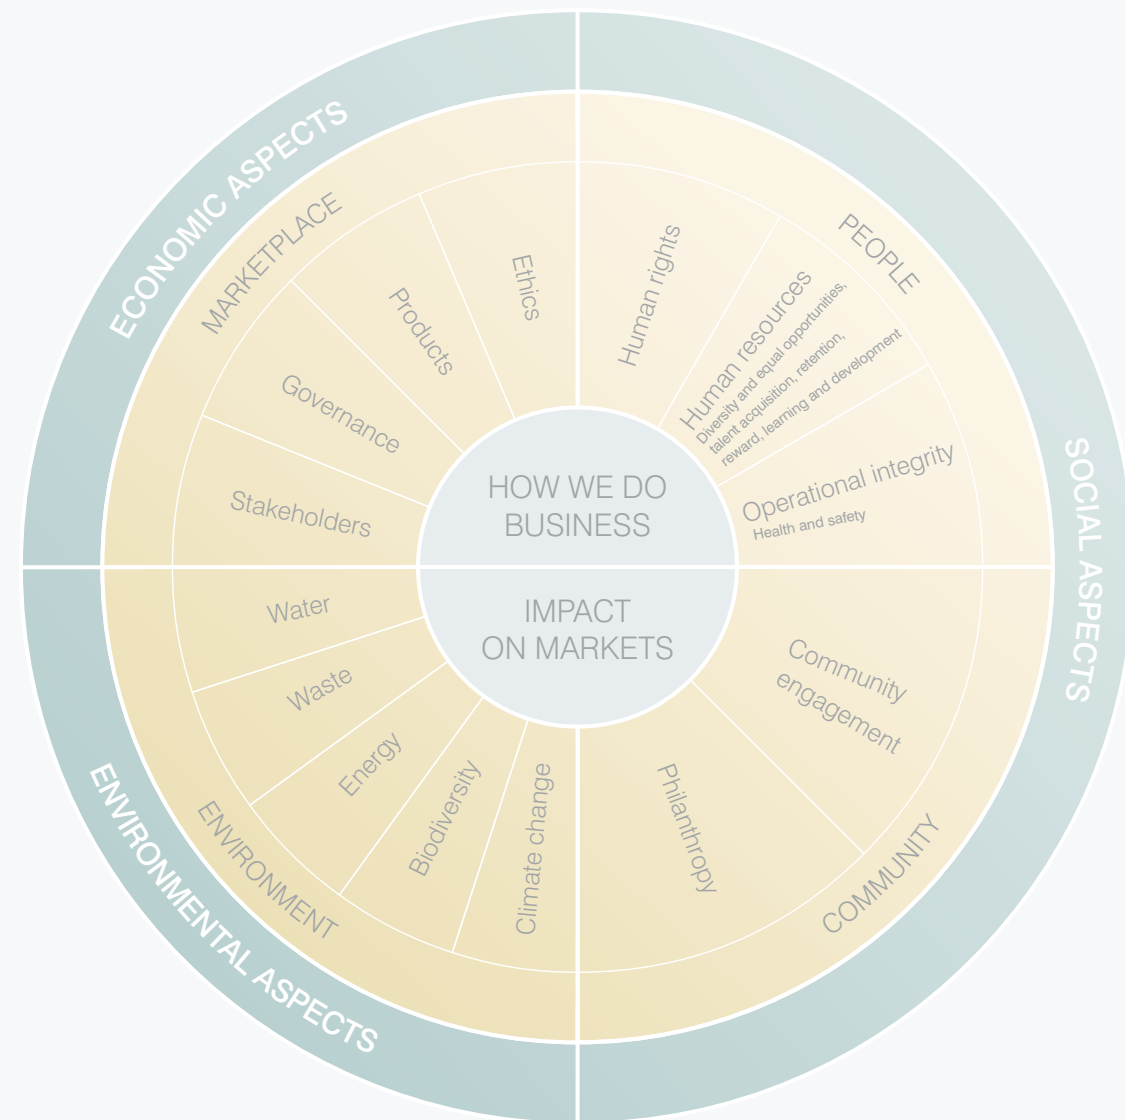 ECONOMIC ASPECTS
MARKETPLACE
Ethics
Products
Governance
Stakeholders
PEOPLE
Human rights
Human resources
Diversity and equal opportunities,
talent acquisition, retention,
reward, learning and development
Operational integrity
Health and safety
SOCIAL ASPECTS
HOW WE DO
BUSINESS
IMPACT
ON MARKETS
Water
Waste
Energy
Biodiversity
Climate change
ENVIRONMENT
ENVIRONMENTAL ASPECTS
Community
engagement
Philanthropy
COMMUNITY